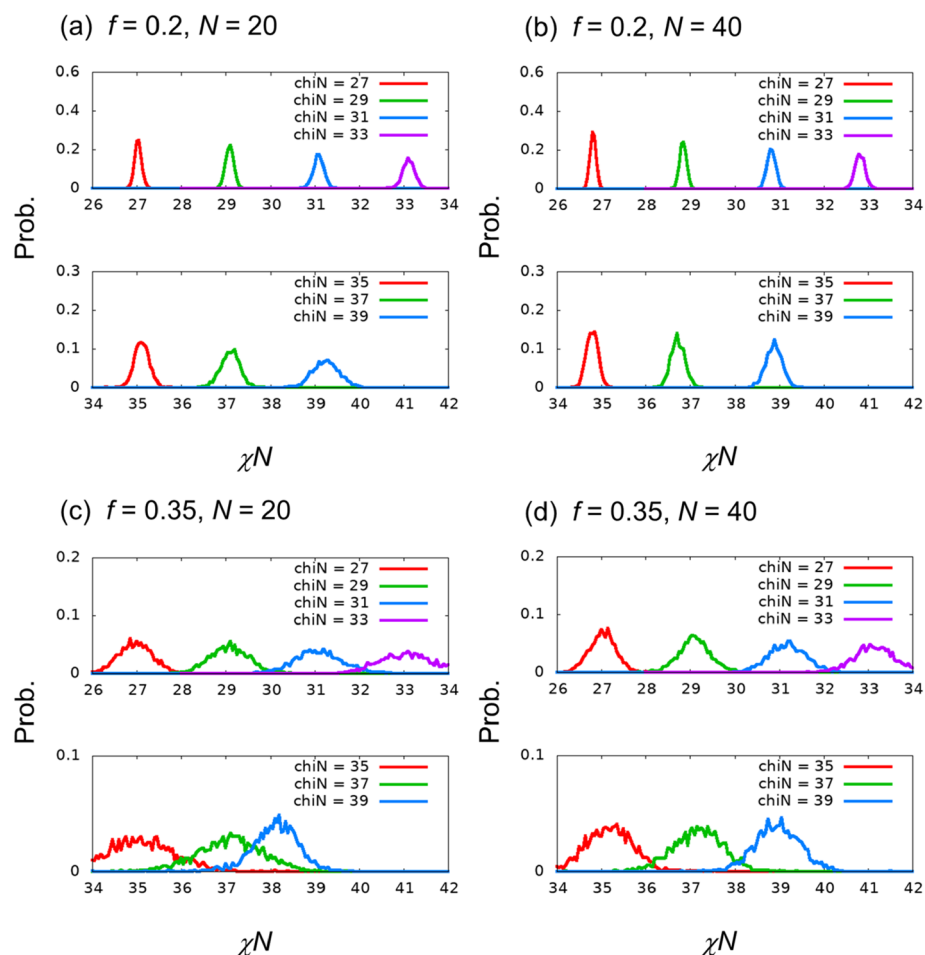 (a) f = 0.2, N = 20
0.6
0.4
0.2
0
chiN = 27
chiN = 29
chiN = 31
chiN = 33
26 27 28 29 30 31 32 33 34
Prob.
0.3
0.2
0.1
0
chiN = 35
chiN = 37
chiN = 39
34 35 36 37 38 39 40 41 42
χN
(b) f = 0.2, N = 40
0.6
0.4
0.2
0
chiN = 27
chiN = 29
chiN = 31
chiN = 33
26 27 28 29 30 31 32 33 34
Prob.
0.3
0.2
0.1
0
chiN = 35
chiN = 37
chiN = 39
34 35 36 37 38 39 40 41 42
χN
(c) f = 0.35, N = 20
0.2
0.1
0
chiN = 27
chiN = 29
chiN = 31
chiN = 33
26 27 28 29 30 31 32 33 34
Prob.
0.1
0
chiN = 35
chiN = 37
chiN = 39
34 35 36 37 38 39 40 41 42
χN
(d) f = 0.35, N = 40
0.2
0.1
0
chiN = 27
chiN = 29
chiN = 31
chiN = 33
26 27 28 29 30 31 32 33 34
Prob.
0.1
0
chiN = 35
chiN = 37
chiN = 39
34 35 36 37 38 39 40 41 42
χN